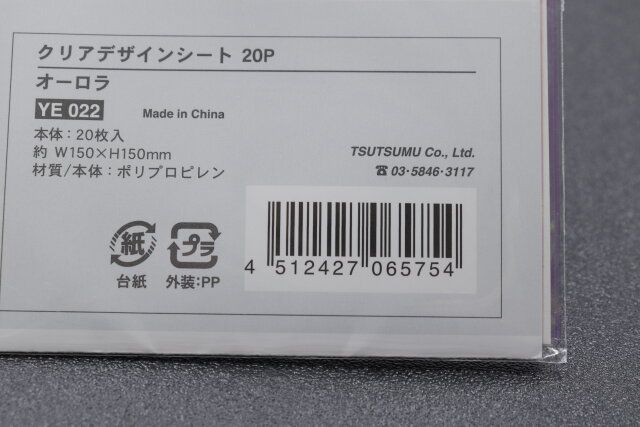 クリアデザインシート 20P
オーロラ
YE 022 Made in China
本体：20枚入
約 W150×H150mm
材質/本体：ポリプロピレン
TSUTSUMU Co., Ltd.
☎03･5846･3117
紙
プラ
台紙
外装:PP
4 512427 065754